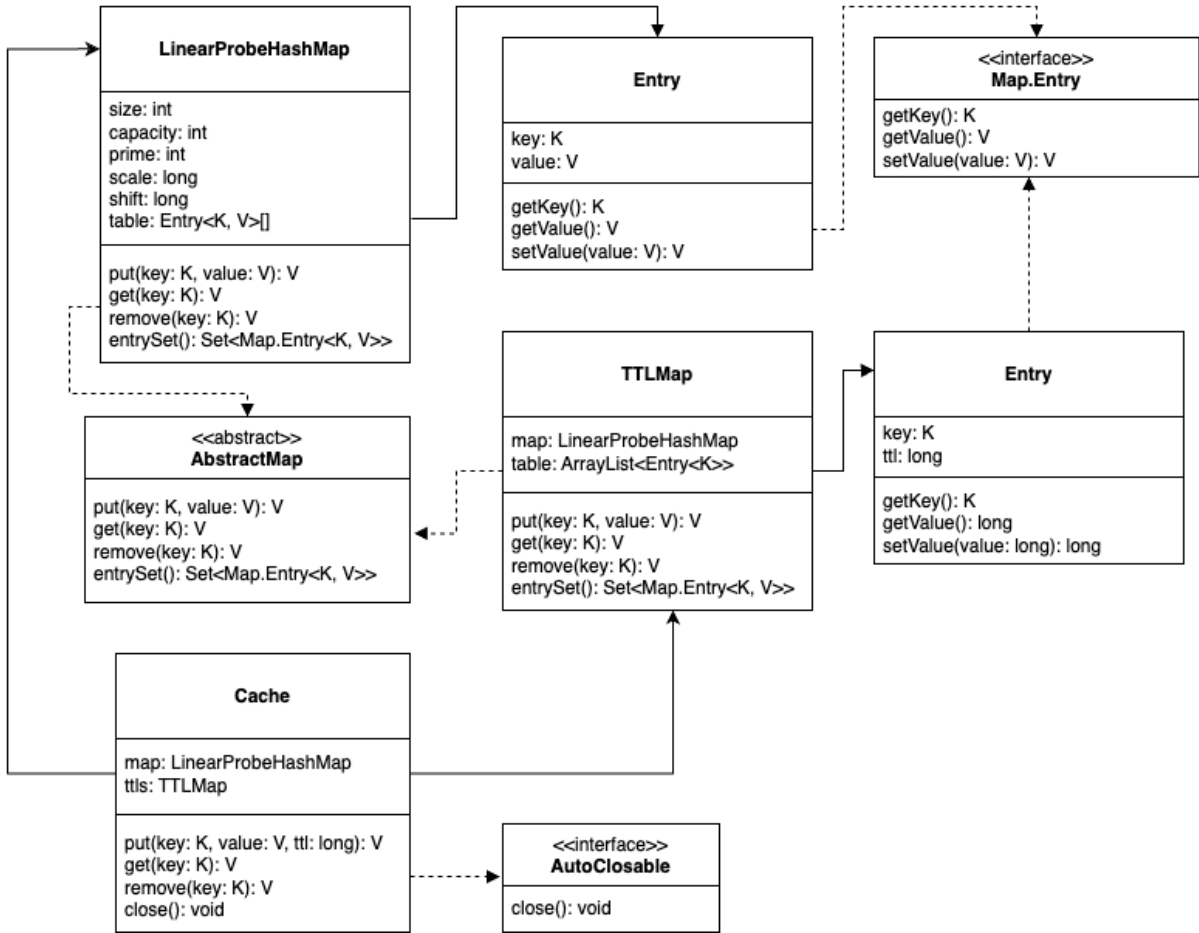 LinearProbeHashMap
size: int
capacity: int
prime: int
scale: long
shift: long
table: Entry<K, V>[]
put(key: K, value: V): V
get(key: K): V
remove(key: K): V
entrySet(): Set<Map.Entry<K, V>>
Entry
key: K
value: V
getKey(): K
getValue(): V
setValue(value: V): V
<<interface>>
Map.Entry
getKey(): K
getValue(): V
setValue(value: V): V
<<abstract>>
AbstractMap
put(key: K, value: V): V
get(key: K): V
remove(key: K): V
entrySet(): Set<Map.Entry<K, V>>
TTLMap
map: LinearProbeHashMap
table: ArrayList<Entry<K>>
put(key: K, value: V): V
get(key: K): V
remove(key: K): V
entrySet(): Set<Map.Entry<K, V>>
Entry
key: K
ttl: long
getKey(): K
getValue(): long
setValue(value: long): long
Cache
map: LinearProbeHashMap
ttls: TTLMap
put(key: K, value: V, ttl: long): V
get(key: K): V
remove(key: K): V
close(): void
<<interface>>
AutoClosable
close(): void